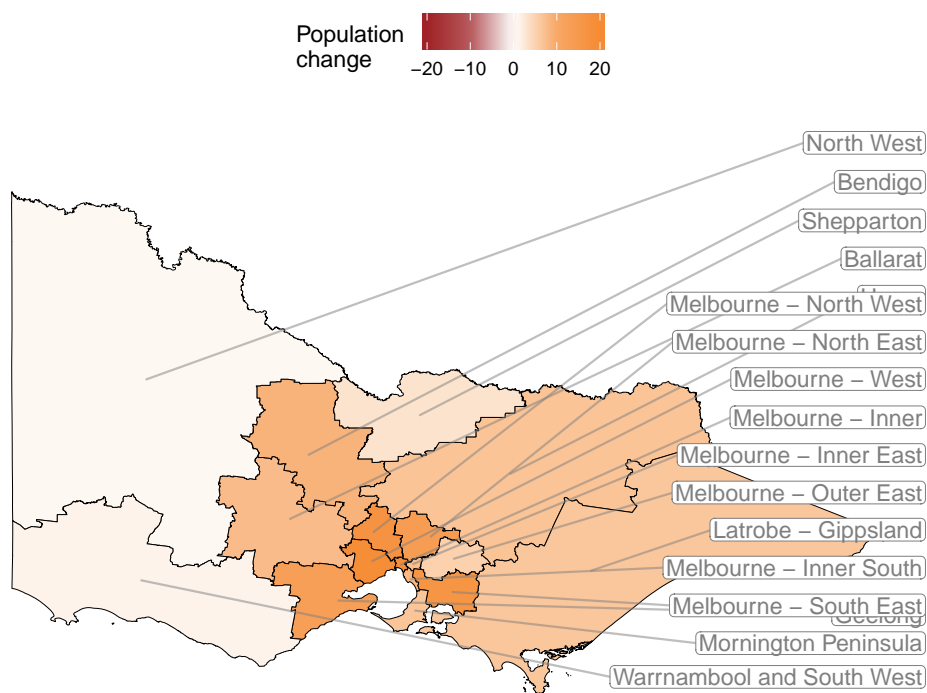 Population
change
−20 −10 0 10 20
North West
Bendigo
Shepparton
Ballarat
Melbourne − North West
Melbourne − North East
Melbourne − West
Melbourne − Inner
Melbourne − Inner East
Melbourne − Outer East
Latrobe − Gippsland
Melbourne − Inner South
Melbourne − South East
Geelong
Mornington Peninsula
Warrnambool and South West